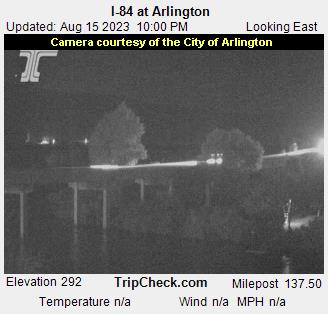 I-84 at Arlington
Updated: Aug 15 2023 10:00 PM Looking East
Camera courtesy of the City of Arlington
Elevation 292 TripCheck.com Milepost 137.50
Temperature n/a Wind n/a MPH n/a